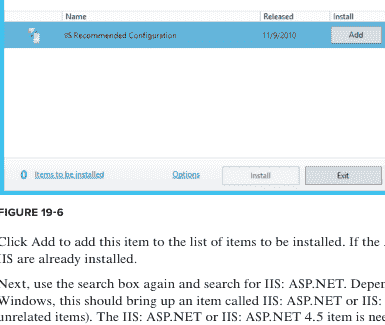 Name Released Install
IIS Recommended Configuration 11/9/2010 Add
0 Items to be installed Options Install Exit
FIGURE 19-6
Click Add to add this item to the list of items to be installed. If the
IIS are already installed.
Next, use the search box again and search for IIS: ASP.NET. Depen
Windows, this should bring up an item called IIS: ASP.NET or IIS:
unrelated items). The IIS: ASP.NET or IIS: ASP.NET 4.5 item is nec